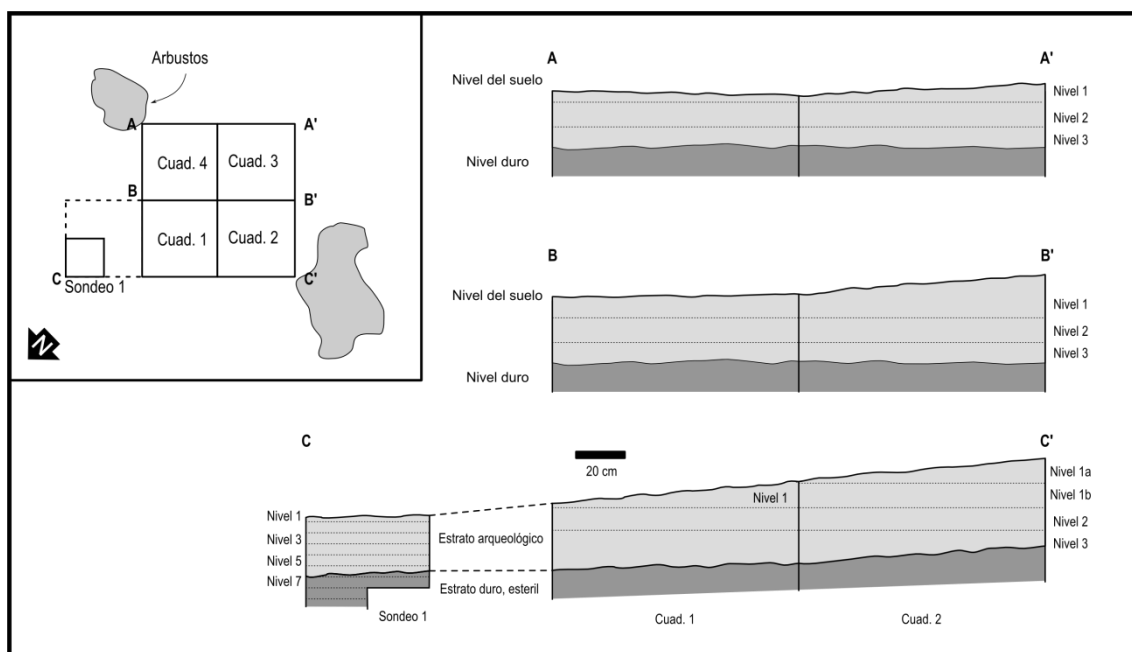 Arbustos
A
A'
Cuad. 4
Cuad. 3
B
B'
Cuad. 1
Cuad. 2
C
C'
Sondeo 1
N
A
A'
Nivel del suelo
Nivel 1
Nivel 2
Nivel 3
Nivel duro
B
B'
Nivel del suelo
Nivel 1
Nivel 2
Nivel 3
Nivel duro
C
C'
20 cm
Nivel 1a
Nivel 1
Nivel 1b
Nivel 1
Nivel 3
Estrato arqueológico
Nivel 2
Nivel 5
Nivel 3
Nivel 7
Estrato duro, esteril
Sondeo 1
Cuad. 1
Cuad. 2